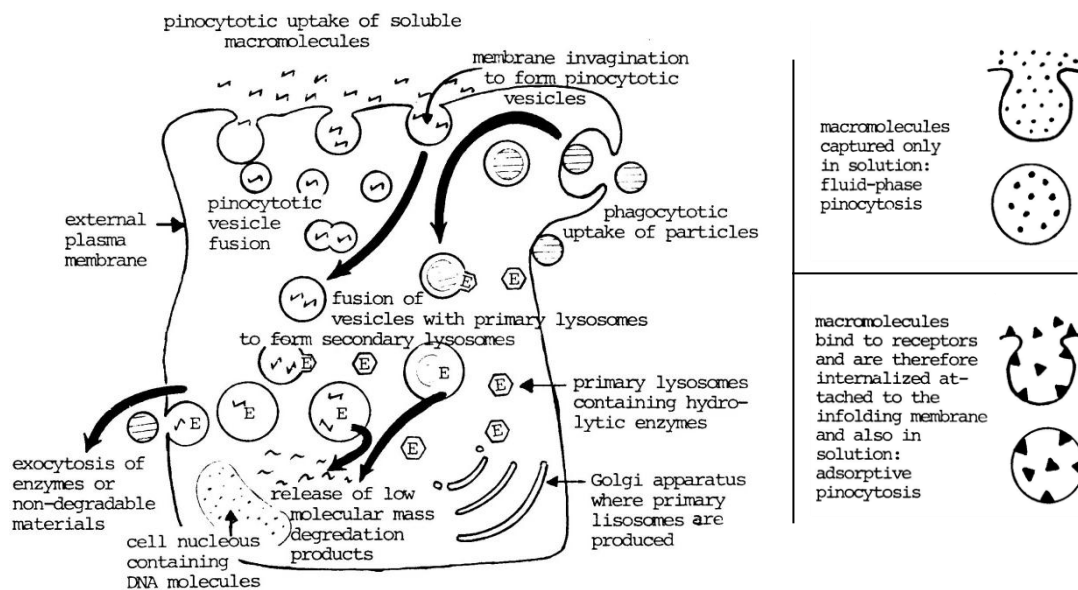 pinocytotic uptake of soluble
macromolecules
membrane invagination
to form pinocytotic
vesicles
pinocytotic
vesicle
fusion
external
plasma
membrane
phagocytotic
uptake of particles
E
E
fusion of
vesicles with primary lysosomes
to form secondary lysosomes
E
E
E
E
E
E
E
E
E
primary lysosomes
containing hydro-
lytic enzymes
exocytosis of
enzymes or
non-degradable
materials
release of low
molecular mass
degredation
products
Golgi apparatus
where primary
lisosomes are
produced
cell nucleous
containing
DNA molecules
macromolecules
captured only
in solution:
fluid-phase
pinocytosis
macromolecules
bind to receptors
and are therefore
internalized at-
tached to the
infolding membrane
and also in
solution:
adsorptive
pinocytosis